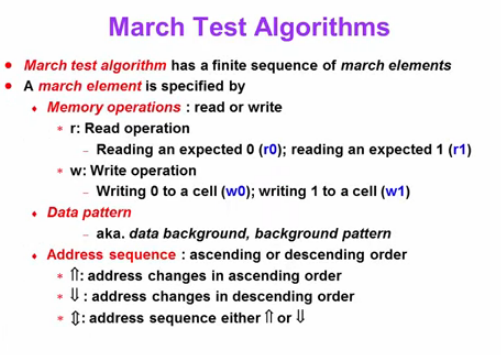 March Test Algorithms
● March test algorithm has a finite sequence of march elements
● A march element is specified by
♦ Memory operations : read or write
* r: Read operation
– Reading an expected 0 (r0); reading an expected 1 (r1)
* w: Write operation
– Writing 0 to a cell (w0); writing 1 to a cell (w1)
♦ Data pattern
– aka. data background, background pattern
♦ Address sequence : ascending or descending order
* ⇑: address changes in ascending order
* ⇓ : address changes in descending order
* ⇕: address sequence either ⇑ or ⇓